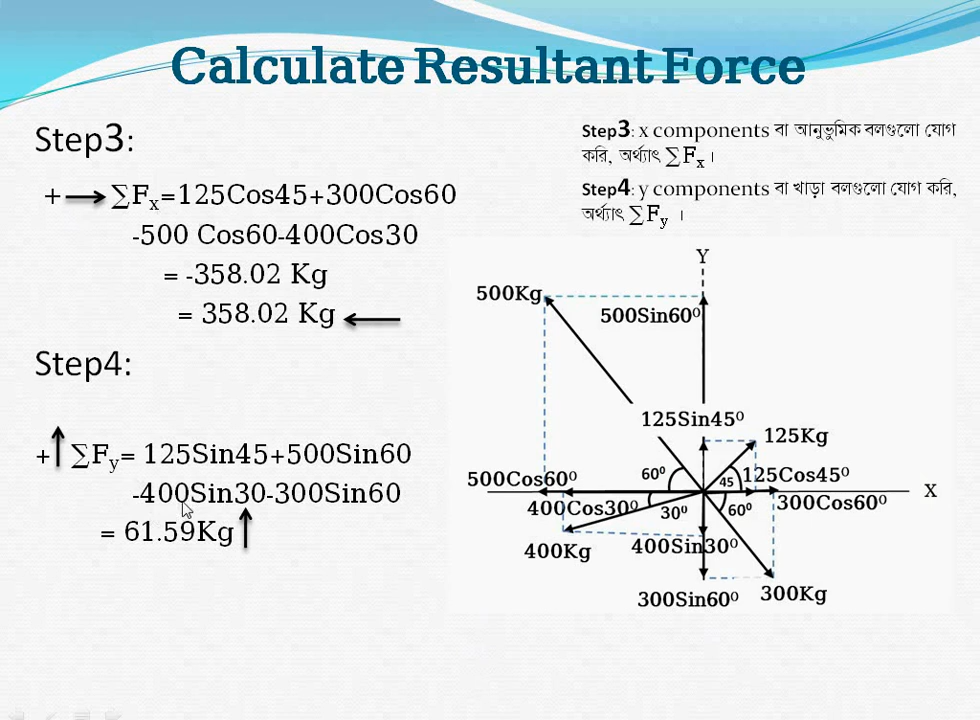 Calculate Resultant Force
Step3:
+ ∑Fx=125Cos45+300Cos60
-500 Cos60-400Cos30
= -358.02 Kg
= 358.02 Kg
Step4:
+ ∑Fy= 125Sin45+500Sin60
-400Sin30-300Sin60
= 61.59Kg
Step3: x components বা আনুভুমিক বলগুলো যোগ
করি, অর্থ্যাৎ ∑Fx ।
Step4: y components বা খাড়া বলগুলো যোগ করি,
অর্থ্যাৎ ∑Fy ।
Y
500Kg
500Sin60⁰
125Sin45⁰
125Kg
500Cos60⁰
60⁰
45
125Cos45⁰
X
400Cos30⁰
30⁰
60⁰
300Cos60⁰
400Kg
400Sin30⁰
300Sin60⁰
300Kg